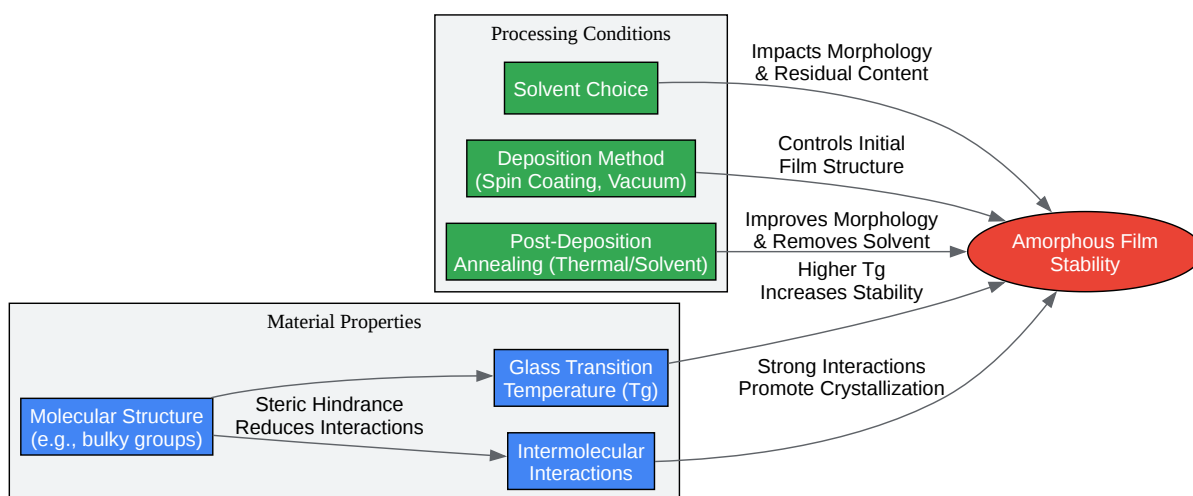 Processing Conditions
Solvent Choice
Impacts Morphology
& Residual Content
Deposition Method
(Spin Coating, Vacuum)
Controls Initial
Film Structure
Post-Deposition
Annealing (Thermal/Solvent)
Improves Morphology
& Removes Solvent
Amorphous Film
Stability
Higher Tg
Increases Stability
Material Properties
Molecular Structure
(e.g., bulky groups)
Steric Hindrance
Reduces Interactions
Glass Transition
Temperature (Tg)
Intermolecular
Interactions
Strong Interactions
Promote Crystallization